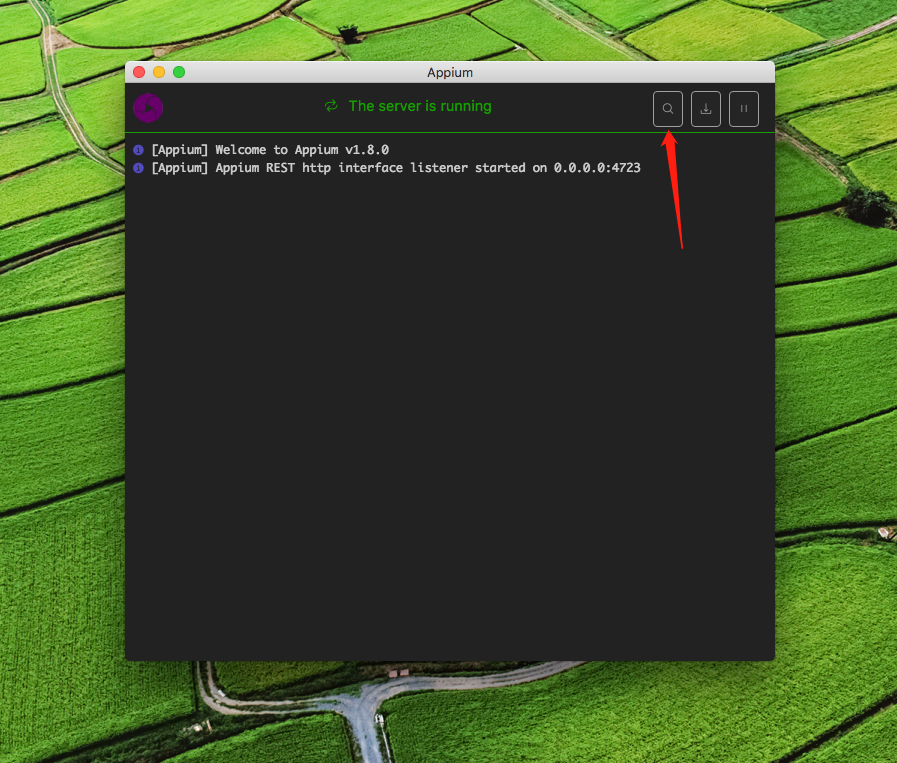 Appium
The server is running
[Appium] Welcome to Appium v1.8.0
[Appium] Appium REST http interface listener started on 0.0.0.0:4723